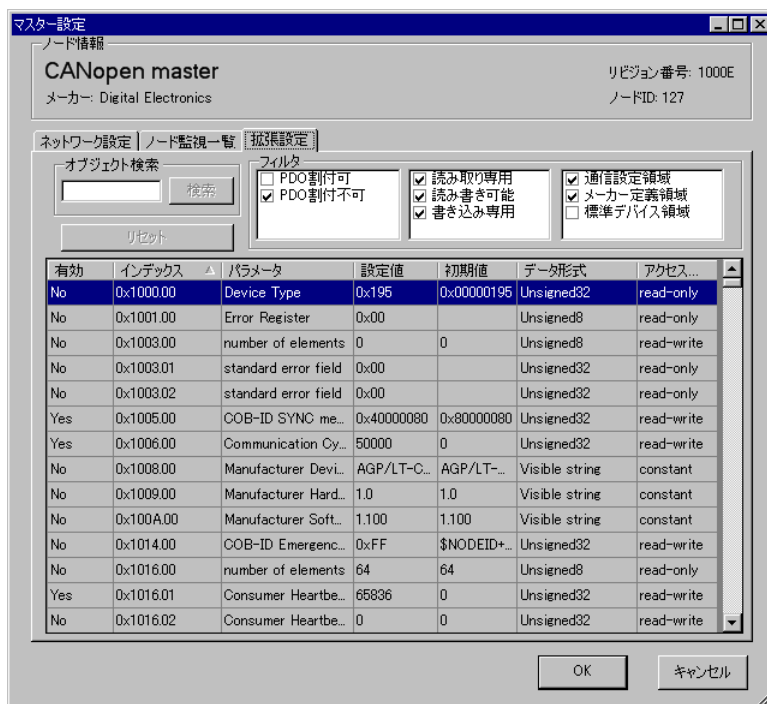 マスター設定
ノード情報
CANopen master
リビジョン番号: 1000E
メーカー: Digital Electronics
ノードID: 127
ネットワーク設定 ノード監視一覧 拡張設定
オブジェクト検索
検索
リセット
フィルタ
PDO割付可
PDO割付不可
読み取り専用
読み書き可能
書き込み専用
通信設定領域
メーカー定義領域
標準デバイス領域
有効 インデックス パラメータ 設定値 初期値 データ形式 アクセス...
No 0x1000.00 Device Type 0x195 0x00000195 Unsigned32 read-only
No 0x1001.00 Error Register 0x00 Unsigned8 read-only
No 0x1003.00 number of elements 0 0 Unsigned8 read-write
No 0x1003.01 standard error field 0x00 Unsigned32 read-only
No 0x1003.02 standard error field 0x00 Unsigned32 read-only
Yes 0x1005.00 COB-ID SYNC me... 0x40000080 0x80000080 Unsigned32 read-write
Yes 0x1006.00 Communication Cy... 50000 0 Unsigned32 read-write
No 0x1008.00 Manufacturer Devi... AGP/LT-C... AGP/LT-... Visible string constant
No 0x1009.00 Manufacturer Hard... 1.0 1.0 Visible string constant
No 0x100A.00 Manufacturer Soft... 1.100 1.100 Visible string constant
No 0x1014.00 COB-ID Emergenc... 0xFF $NODEID+... Unsigned32 read-write
No 0x1016.00 number of elements 64 64 Unsigned8 read-only
Yes 0x1016.01 Consumer Heartbe... 65836 0 Unsigned32 read-write
No 0x1016.02 Consumer Heartbe... 0 0 Unsigned32 read-write
OK キャンセル